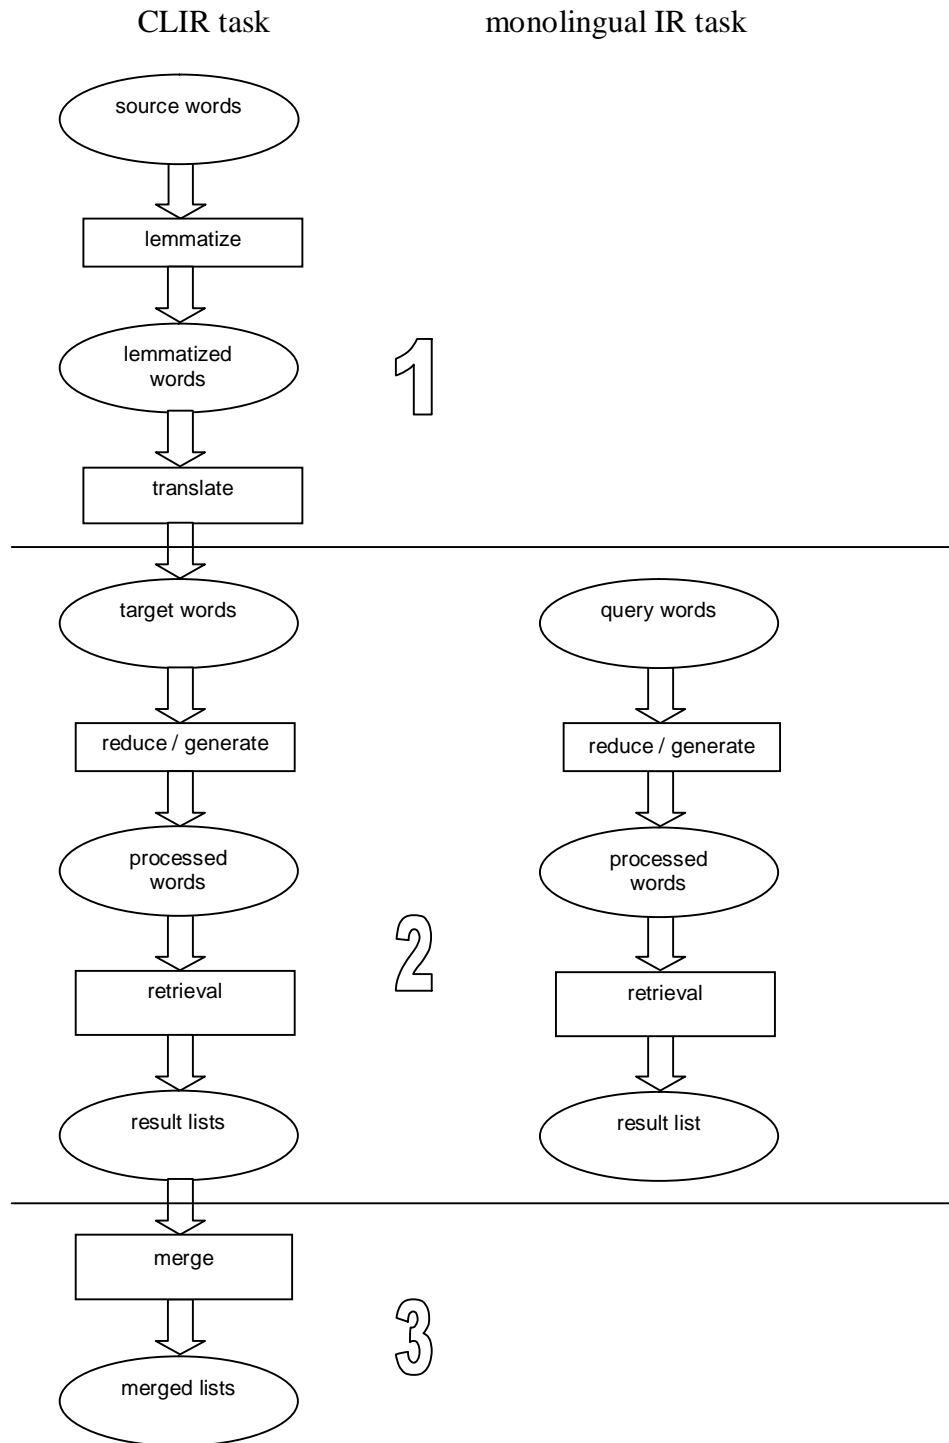 CLIR task
monolingual IR task
source words
lemmatize
lemmatized
words
1
translate
target words
query words
reduce / generate
reduce / generate
processed
words
processed
words
2
retrieval
retrieval
result lists
result list
merge
3
merged lists